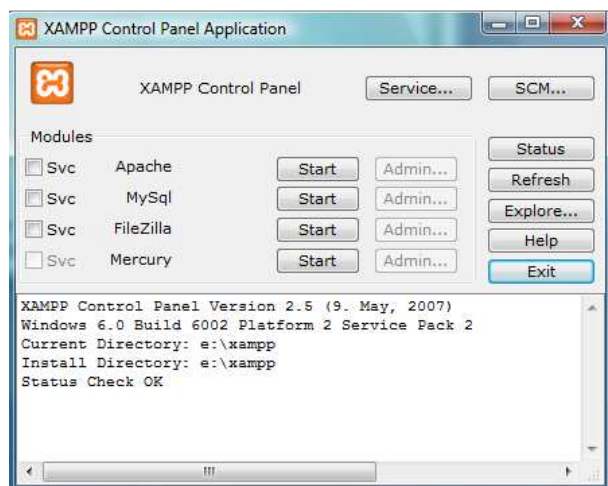 XAMPP Control Panel Application
XAMPP Control Panel Service... SCM...
Modules
Status
Svc Apache Start Admin...
Refresh
Svc MySql Start Admin...
Explore...
Svc FileZilla Start Admin...
Help
Svc Mercury Start Admin...
Exit
XAMPP Control Panel Version 2.5 (9. May, 2007)
Windows 6.0 Build 6002 Platform 2 Service Pack 2
Current Directory: e:\xampp
Install Directory: e:\xampp
Status Check OK